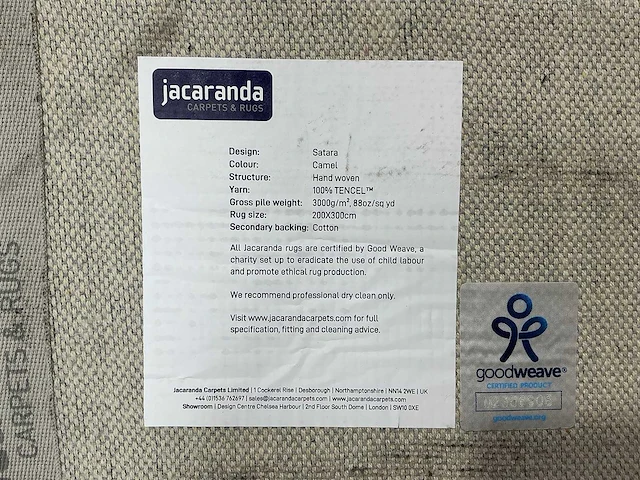 jacaranda
CARPETS & RUGS
Design: Satara
Colour: Camel
Structure: Hand woven
Yarn: 100% TENCEL™
Gross pile weight: 3000g/m², 88oz/sq yd
Rug size: 200X300cm
Secondary backing: Cotton
All Jacaranda rugs are certified by Good Weave, a
charity set up to eradicate the use of child labour
and promote ethical rug production.
We recommend professional dry clean only.
Visit www.jacarandacarpets.com for full
specification, fitting and cleaning advice.
Jacaranda Carpets Limited | 1 Cockerel Rise | Desborough | Northamptonshire | NN14 2WE | UK
+44 (0)1536 762697 | sales@jacarandacarpets.com | www.jacarandacarpets.com
Showroom | Design Centre Chelsea Harbour | 2nd Floor South Dome | London | SW10 0XE
goodweave®
CERTIFIED PRODUCT
goodweave.org
CARPETS & RUGS